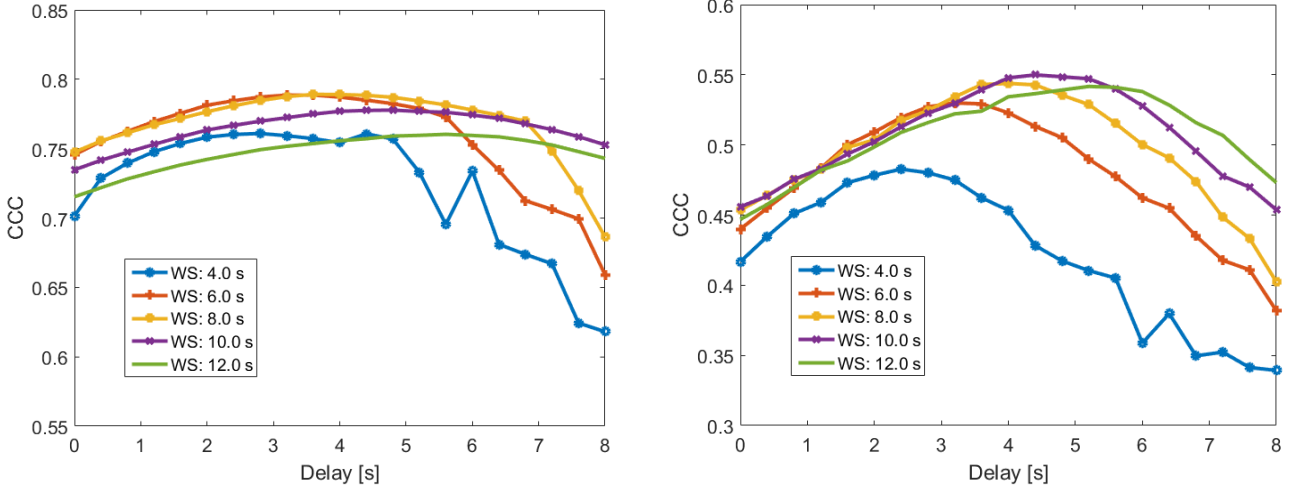 0.85
0.8
0.75
0.7
0.65
0.6
0.55
CCC
WS: 4.0 s
WS: 6.0 s
WS: 8.0 s
WS: 10.0 s
WS: 12.0 s
0 1 2 3 4 5 6 7 8
Delay [s]
0.6
0.55
0.5
0.45
0.4
0.35
0.3
CCC
WS: 4.0 s
WS: 6.0 s
WS: 8.0 s
WS: 10.0 s
WS: 12.0 s
0 1 2 3 4 5 6 7 8
Delay [s]